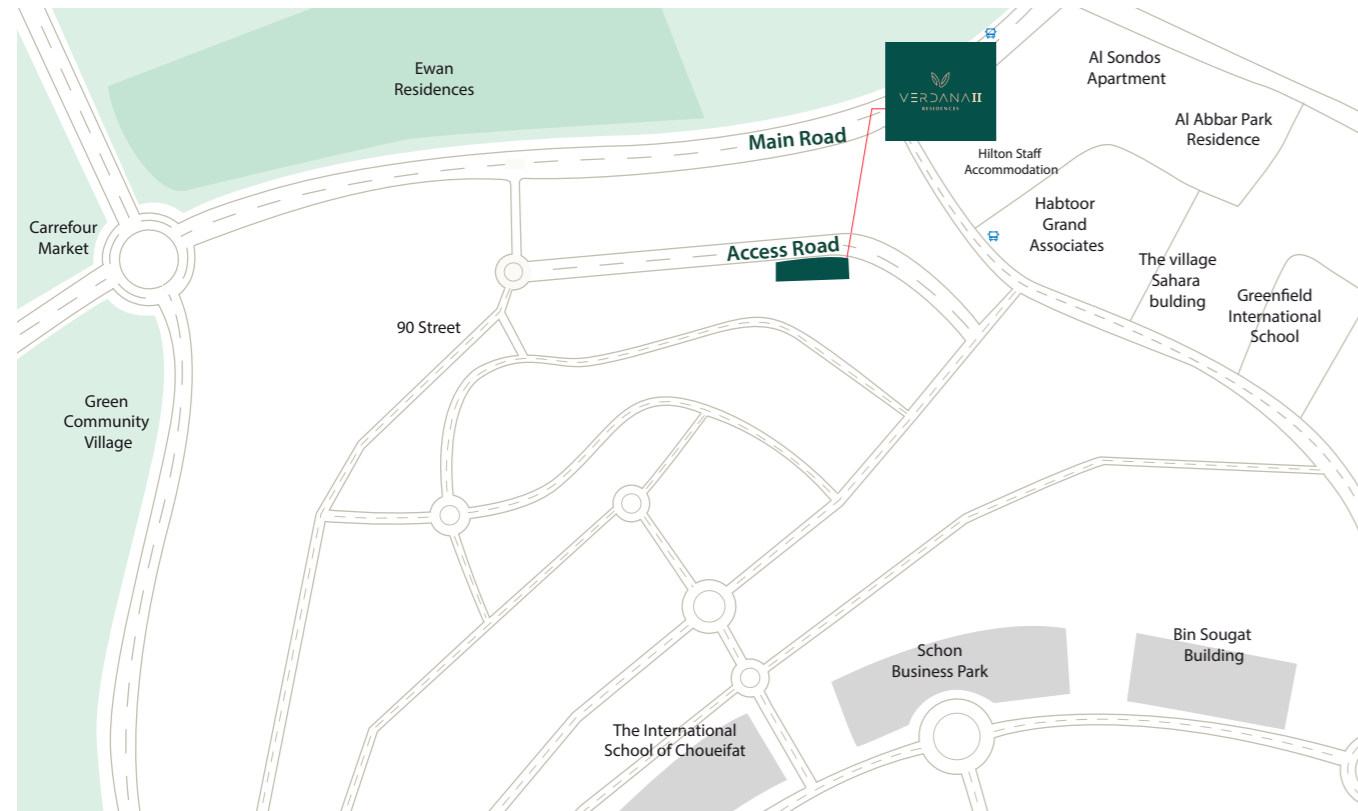 Ewan
Residences
VERDANA II
RESIDENCES
Al Sondos
Apartment
Al Abbar Park
Residence
Main Road
Hilton Staff
Accommodation
Carrefour
Market
Habtoor
Grand
Associates
Access Road
The village
Sahara
bulding
Greenfield
International
School
90 Street
Green
Community
Village
Schon
Business Park
Bin Sougat
Building
The International
School of Choueifat